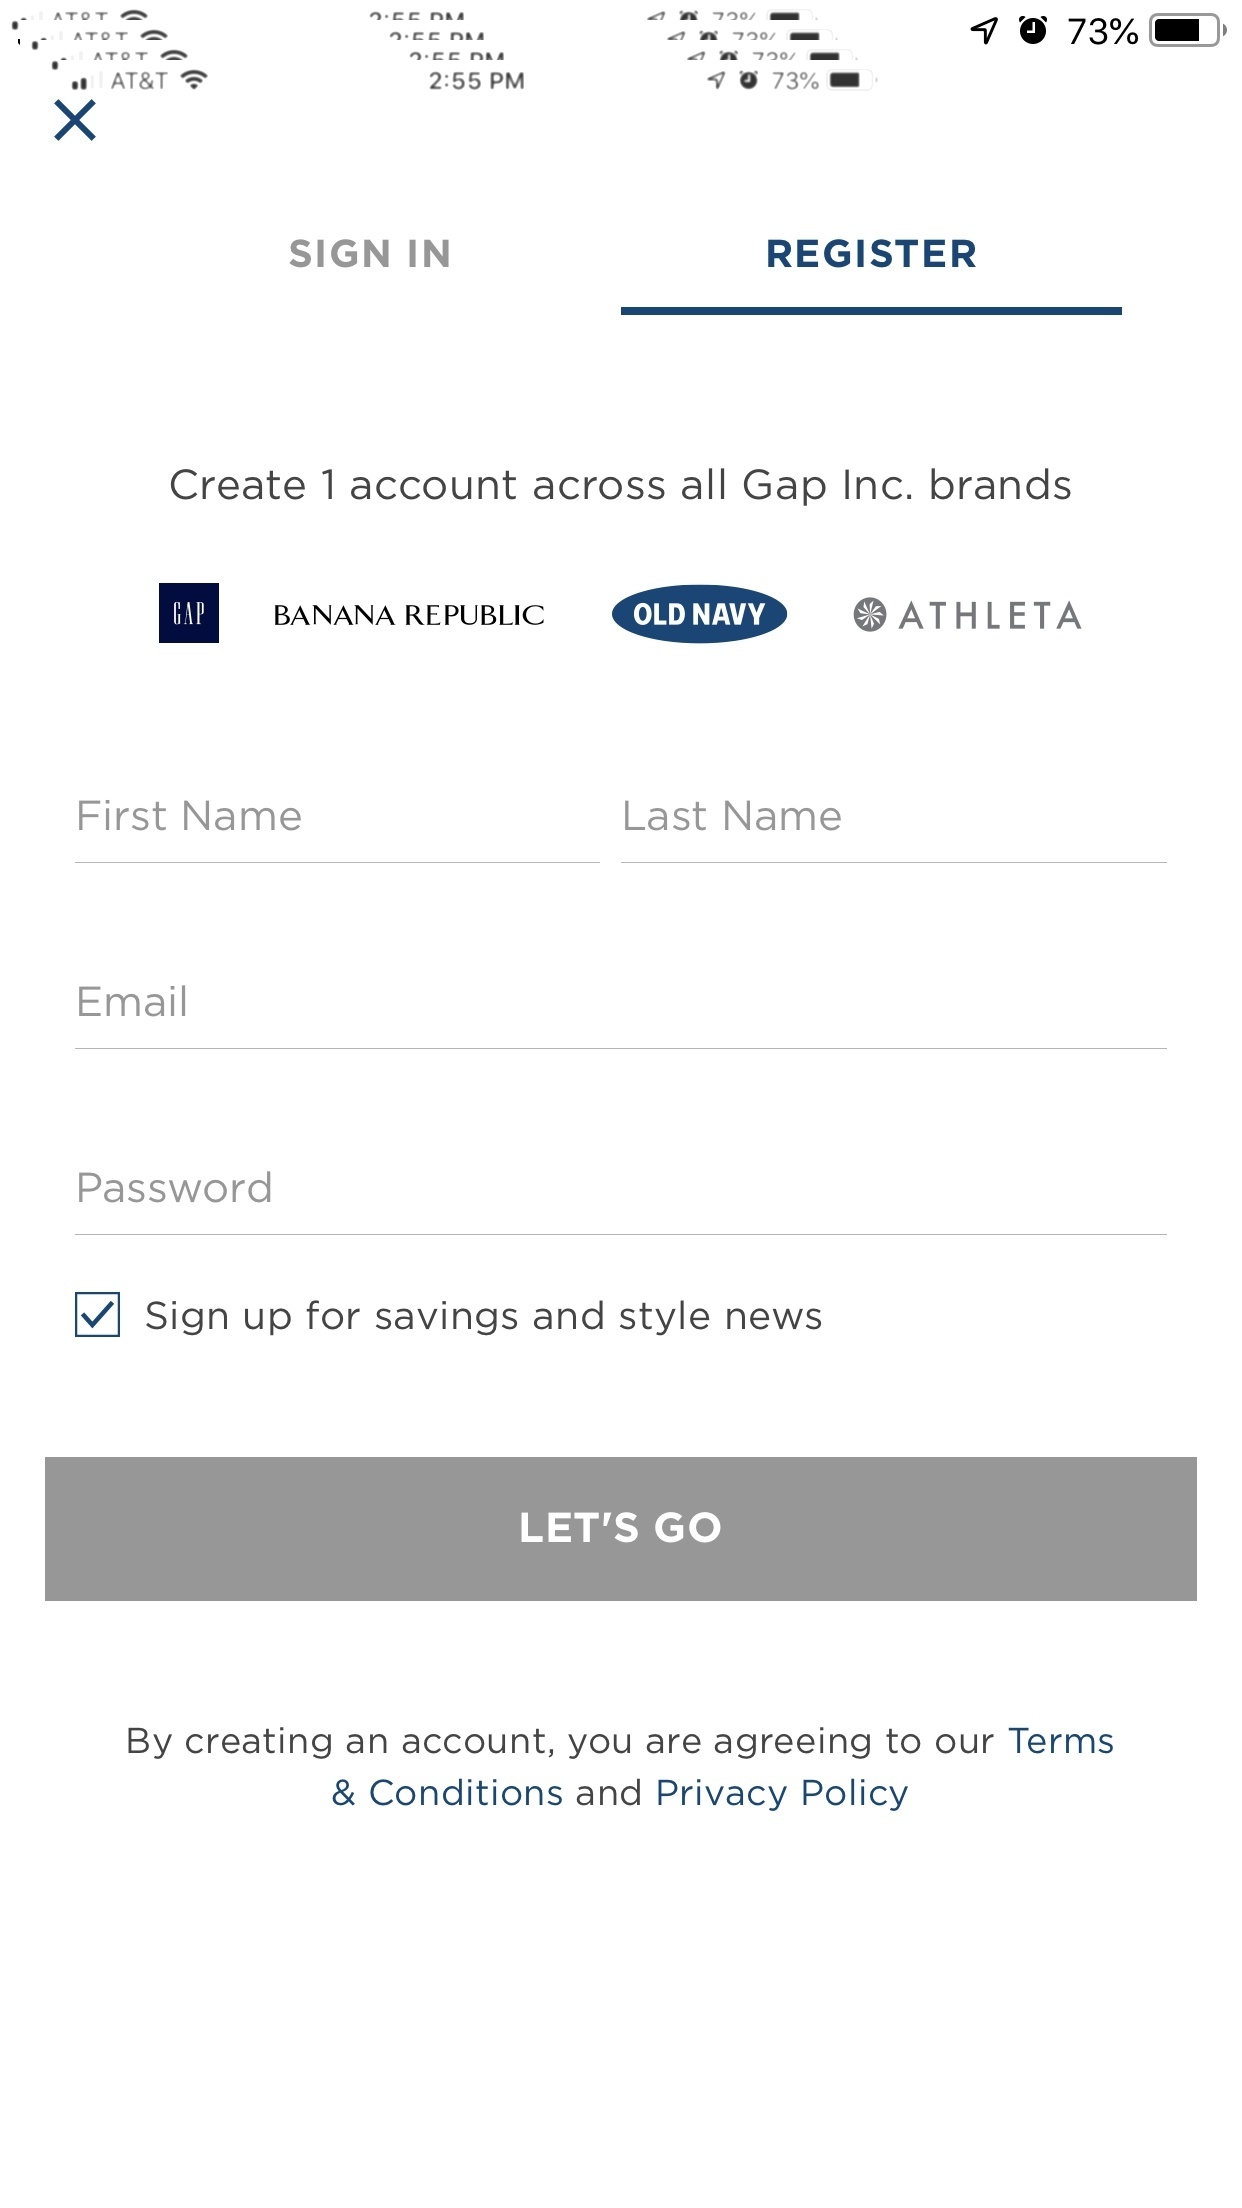 73%
AT&T 2:55 PM 73%
SIGN IN REGISTER
Create 1 account across all Gap Inc. brands
GAP BANANA REPUBLIC OLD NAVY ATHLETA
First Name Last Name
Email
Password
Sign up for savings and style news
LET'S GO
By creating an account, you are agreeing to our Terms
& Conditions and Privacy Policy